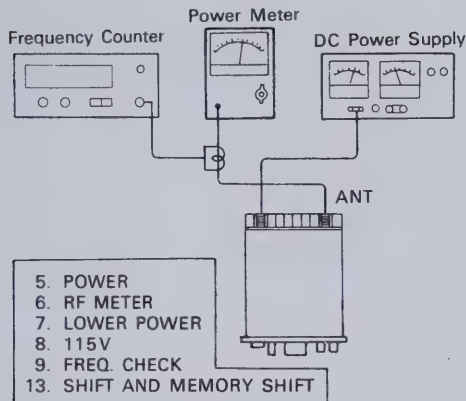 Power Meter
Frequency Counter
DC Power Supply
ANT
5. POWER
6. RF METER
7. LOWER POWER
8. 115V
9. FREQ. CHECK
13. SHIFT AND MEMORY SHIFT